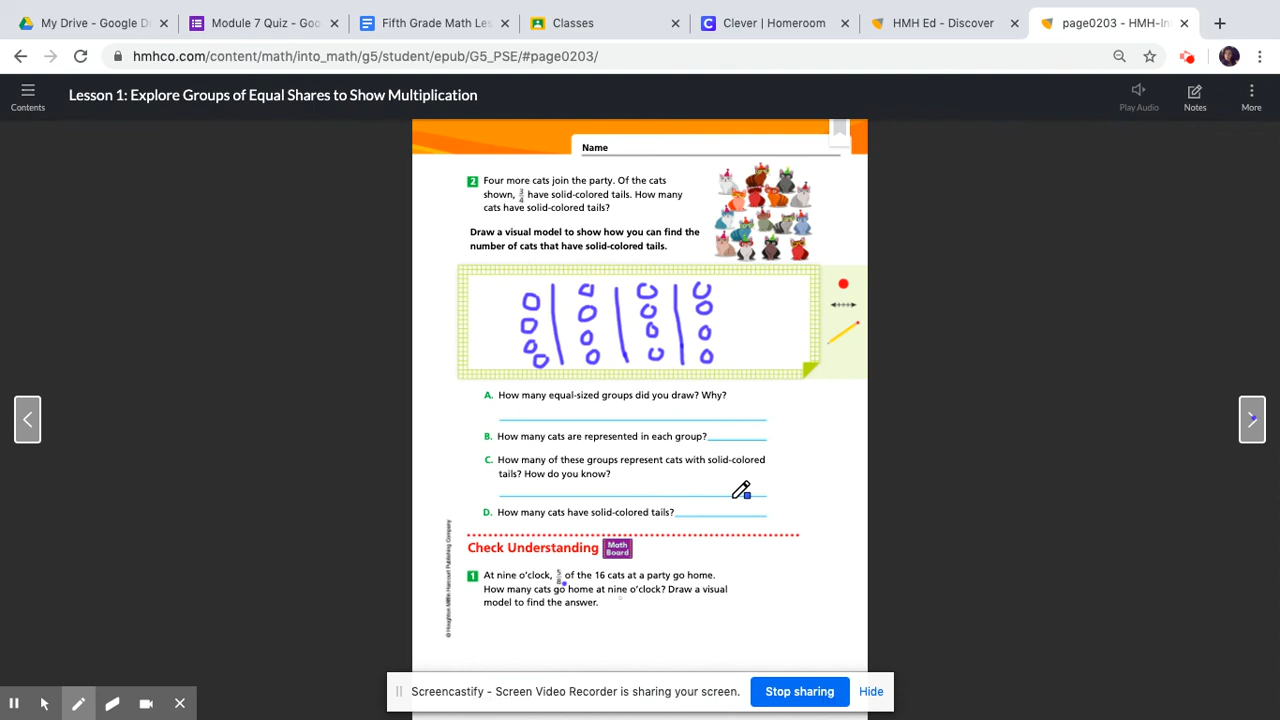 My Drive - Google D
Module 7 Quiz - Goo
Fifth Grade Math Les
Classes
Clever | Homeroom
HMH Ed - Discover
page0203 - HMH-In
hmhco.com/content/math/into_math/g5/student/epub/G5_PSE/#page0203/
Contents
Lesson 1: Explore Groups of Equal Shares to Show Multiplication
Play Audio
Notes
More
Name
2 Four more cats join the party. Of the cats
shown, 3/4 have solid-colored tails. How many
cats have solid-colored tails?
Draw a visual model to show how you can find the
number of cats that have solid-colored tails.
A. How many equal-sized groups did you draw? Why?
B. How many cats are represented in each group?
C. How many of these groups represent cats with solid-colored
tails? How do you know?
D. How many cats have solid-colored tails?
Check Understanding Math Board
1 At nine o'clock, of the 16 cats at a party go home.
How many cats go home at nine o'clock? Draw a visual
model to find the answer.
© Houghton Mifflin Harcourt Publishing Company
Screencastify - Screen Video Recorder is sharing your screen.
Stop sharing
Hide